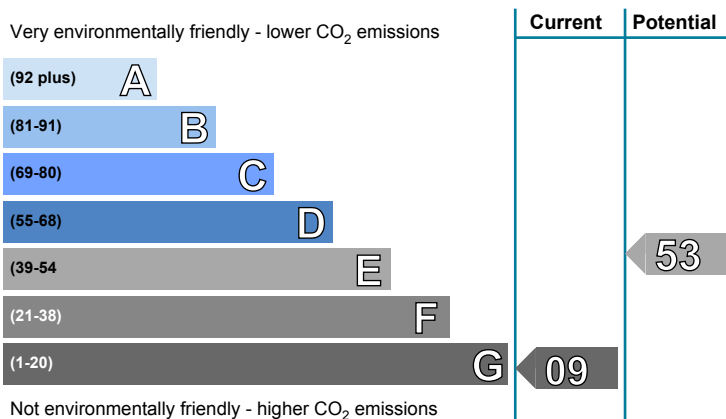 Current Potential
Very environmentally friendly - lower CO2 emissions
(92 plus) A
(81-91) B
(69-80) C
(55-68) D
(39-54 E
53
(21-38) F
(1-20) G 09
Not environmentally friendly - higher CO2 emissions